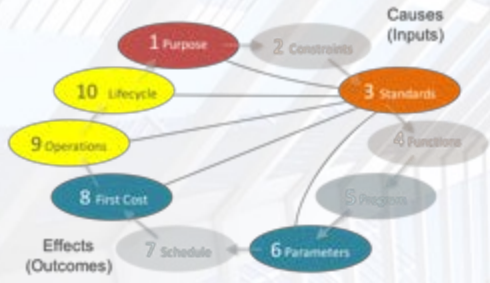 Causes
(Inputs)
1 Purpose
2 Constraints
3 Standards
4 Functions
5 Program
6 Parameters
7 Schedule
8 First Cost
9 Operations
10 Lifecycle
Effects
(Outcomes)